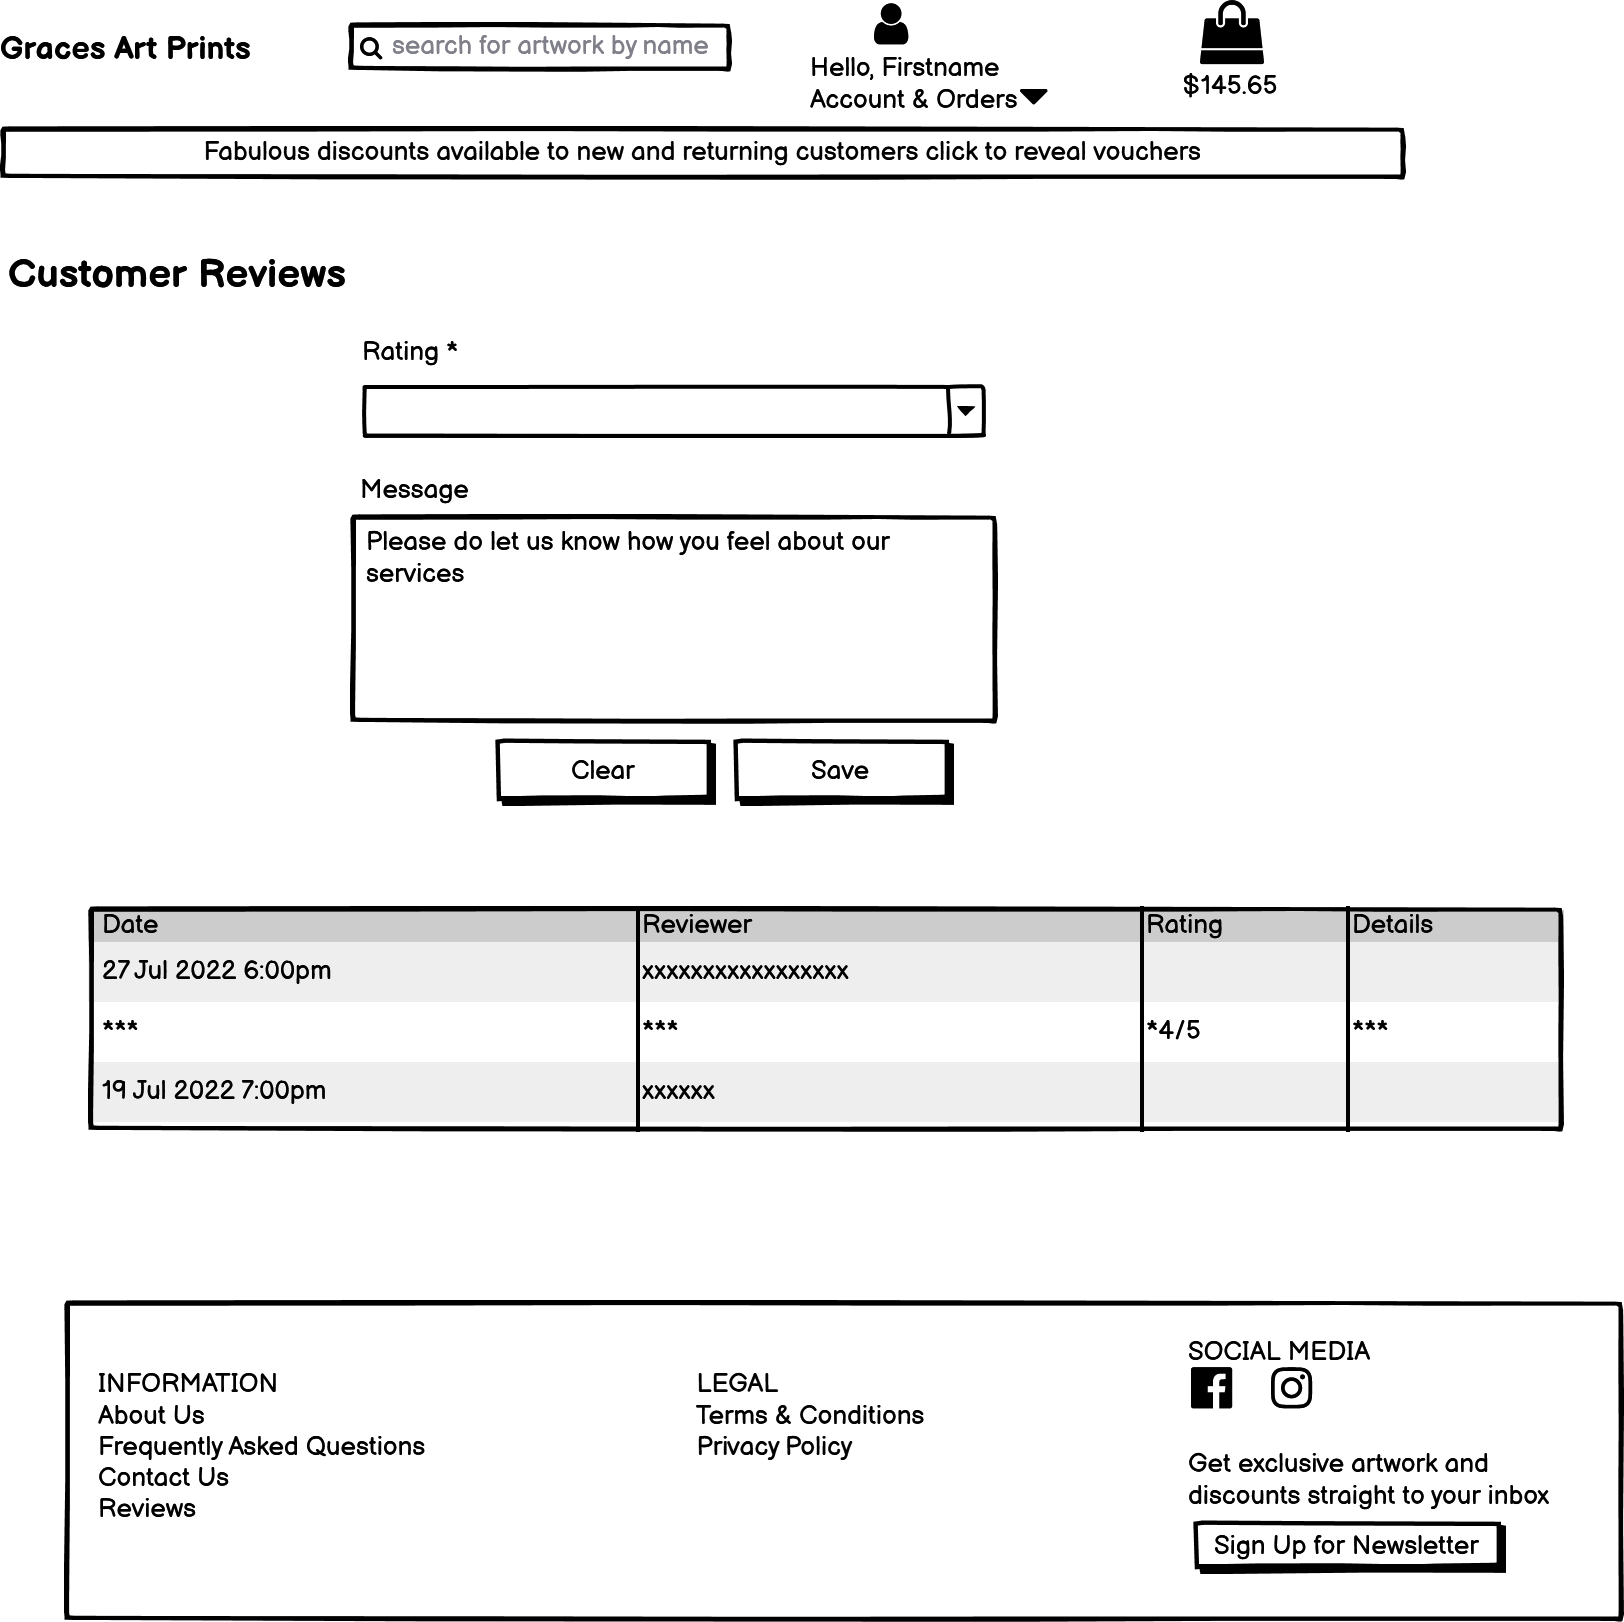 Graces Art Prints
search for artwork by name
Hello, Firstname
Account & Orders
$145.65
Fabulous discounts available to new and returning customers click to reveal vouchers
Customer Reviews
Rating *
Message
Please do let us know how you feel about our
services
Clear
Save
Date Reviewer Rating Details
27 Jul 2022 6:00pm xxxxxxxxxxxxxxxxx
*** *** *4/5 ***
19 Jul 2022 7:00pm xxxxxx
INFORMATION
About Us
Frequently Asked Questions
Contact Us
Reviews
LEGAL
Terms & Conditions
Privacy Policy
SOCIAL MEDIA
Get exclusive artwork and
discounts straight to your inbox
Sign Up for Newsletter